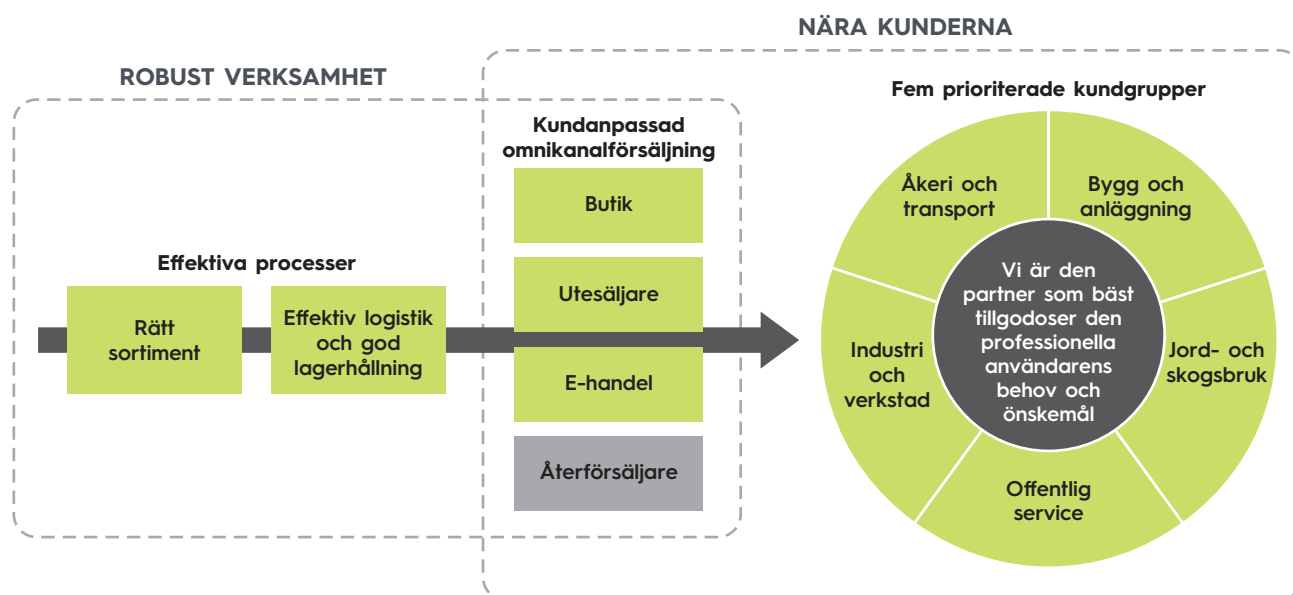 NÄRA KUNDERNA
ROBUST VERKSAMHET
Fem prioriterade kundgrupper
Kundanpassad
omnikanalförsäljning
Butik
Utesäljare
E-handel
Återförsäljare
Effektiva processer
Rätt
sortiment
Effektiv logistik
och god
lagerhållning
Åkeri och
transport
Bygg och
anläggning
Industri
och
verkstad
Vi är den
partner som bäst
tillgodoser den
professionella
användarens
behov och
önskemål
Jord- och
skogsbruk
Offentlig
service